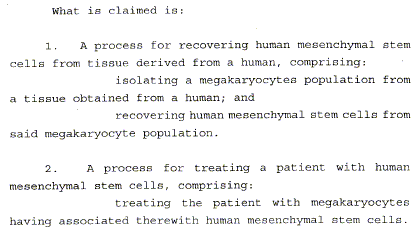 What is claimed is:
1. A process for recovering human mesenchymal stem
cells from tissue derived from a human, comprising:
isolating a megakaryocytes population from
a tissue obtained from a human; and
recovering human mesenchymal stem cells from
said megakaryocyte population.
2. A process for treating a patient with human
mesenchymal stem cells, comprising:
treating the patient with megakaryocytes
having associated therewith human mesenchymal stem cells.